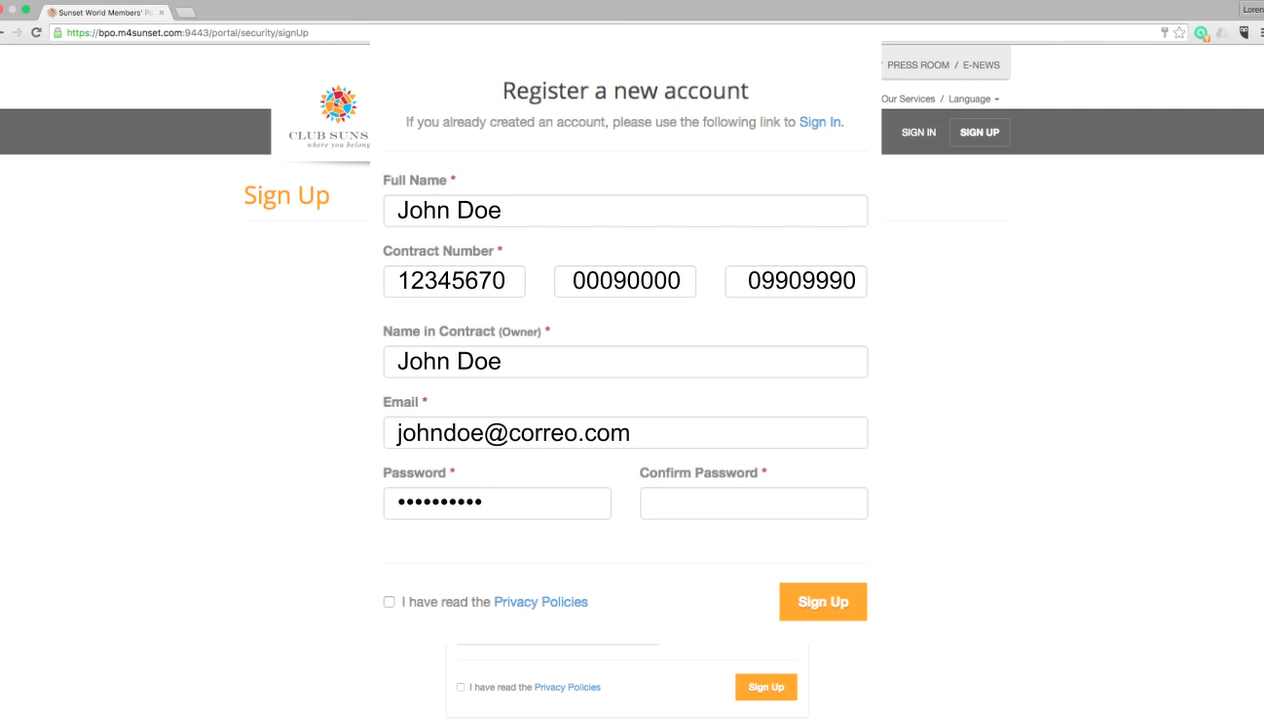 Sunset World Members' Po
Loren
https://bpo.m4sunset.com:9443/portal/security/signUp
/ PRESS ROOM / E-NEWS
Our Services / Language
CLUB SUNS
where you belong
SIGN IN SIGN UP
Sign Up
Register a new account
If you already created an account, please use the following link to Sign In.
Full Name *
John Doe
Contract Number *
12345670 00090000 09909990
Name in Contract (Owner) *
John Doe
Email *
johndoe@correo.com
Password * Confirm Password *
••••••••••
I have read the Privacy Policies Sign Up
I have read the Privacy Policies Sign Up